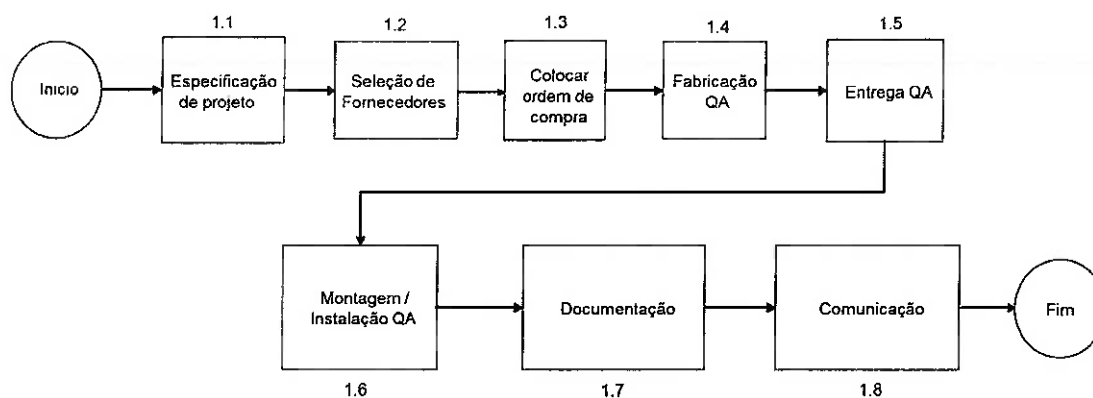 1.1
1.2
1.3
1.4
1.5
Inicio
Especificação
de projeto
Seleção de
Fornecedores
Colocar
ordem de
compra
Fabricação
QA
Entrega QA
Montagem /
Instalação QA
Documentação
Comunicação
Fim
1.6
1.7
1.8